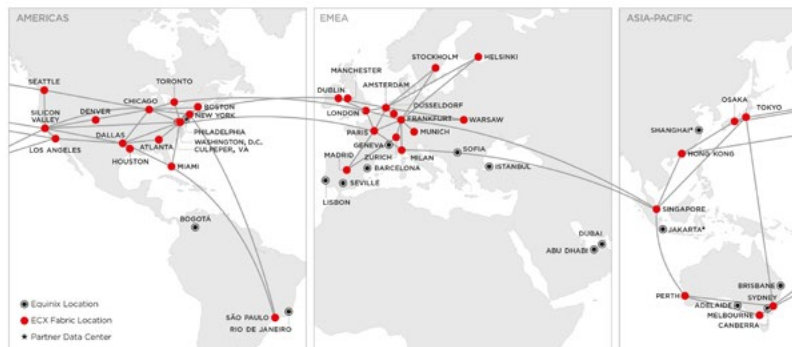 AMERICAS
SEATTLE
SILICON
VALLEY
LOS ANGELES
DENVER
CHICAGO
TORONTO
BOSTON
NEW YORK
PHILADELPHIA
WASHINGTON, D.C.
CULPEPER, VA
DALLAS
HOUSTON
ATLANTA
MIAMI
BOGOTÁ
SÃO PAULO
RIO DE JANEIRO
Equinix Location
ECX Fabric Location
★ Partner Data Center
EMEA
STOCKHOLM
HELSINKI
MANCHESTER
DUBLIN
AMSTERDAM
DÜSSELDORF
LONDON
FRANKFURT
WARSAW
PARIS
MUNICH
GENEVA
ZURICH
MILAN
SOFIA
MADRID
BARCELONA
ISTANBUL
SEVILLE
LISBON
DUBAI
ABU DHABI
ASIA-PACIFIC
OSAKA
TOKYO
SHANGHAI*
HONG KONG
SINGAPORE
JAKARTA*
BRISBANE
PERTH
ADELAIDE
SYDNEY
MELBOURNE
CANBERRA